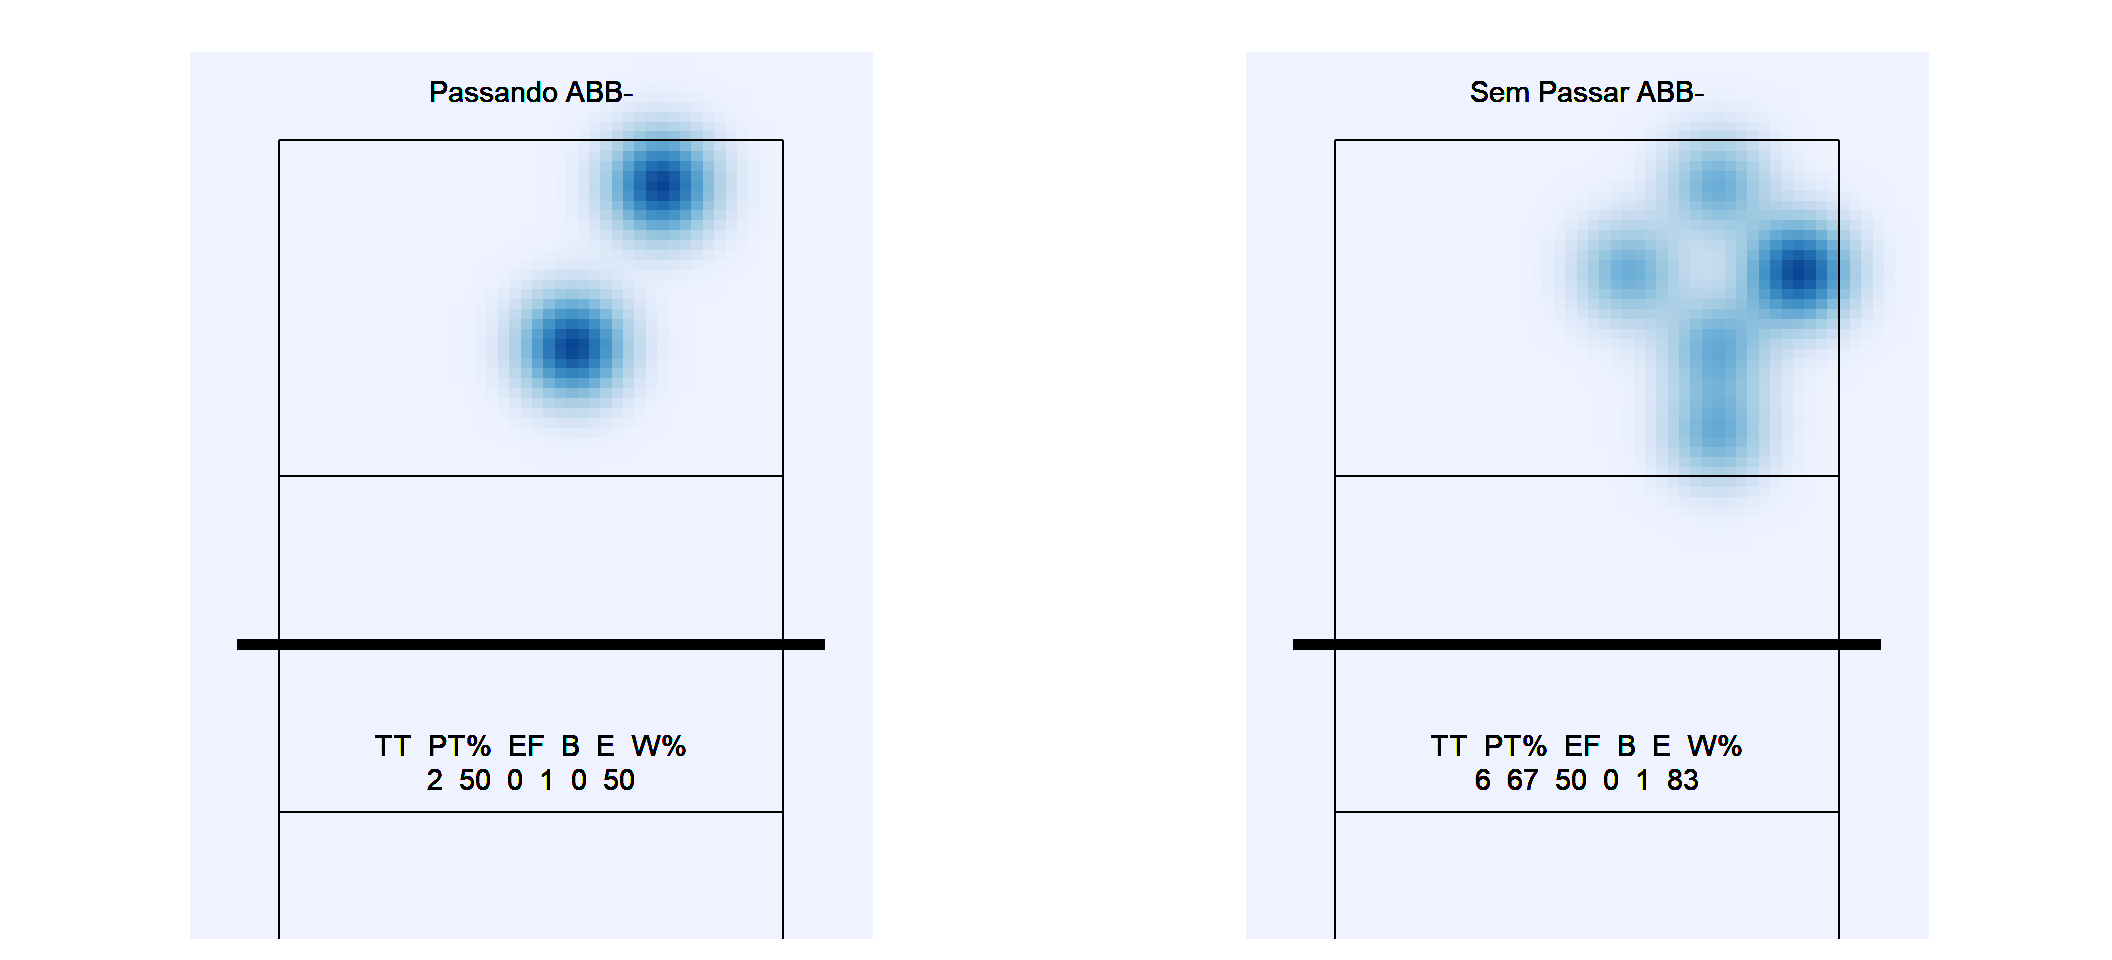 Passando ABB-
TT PT% EF B E W%
2 50 0 1 0 50
Sem Passar ABB-
TT PT% EF B E W%
6 67 50 0 1 83